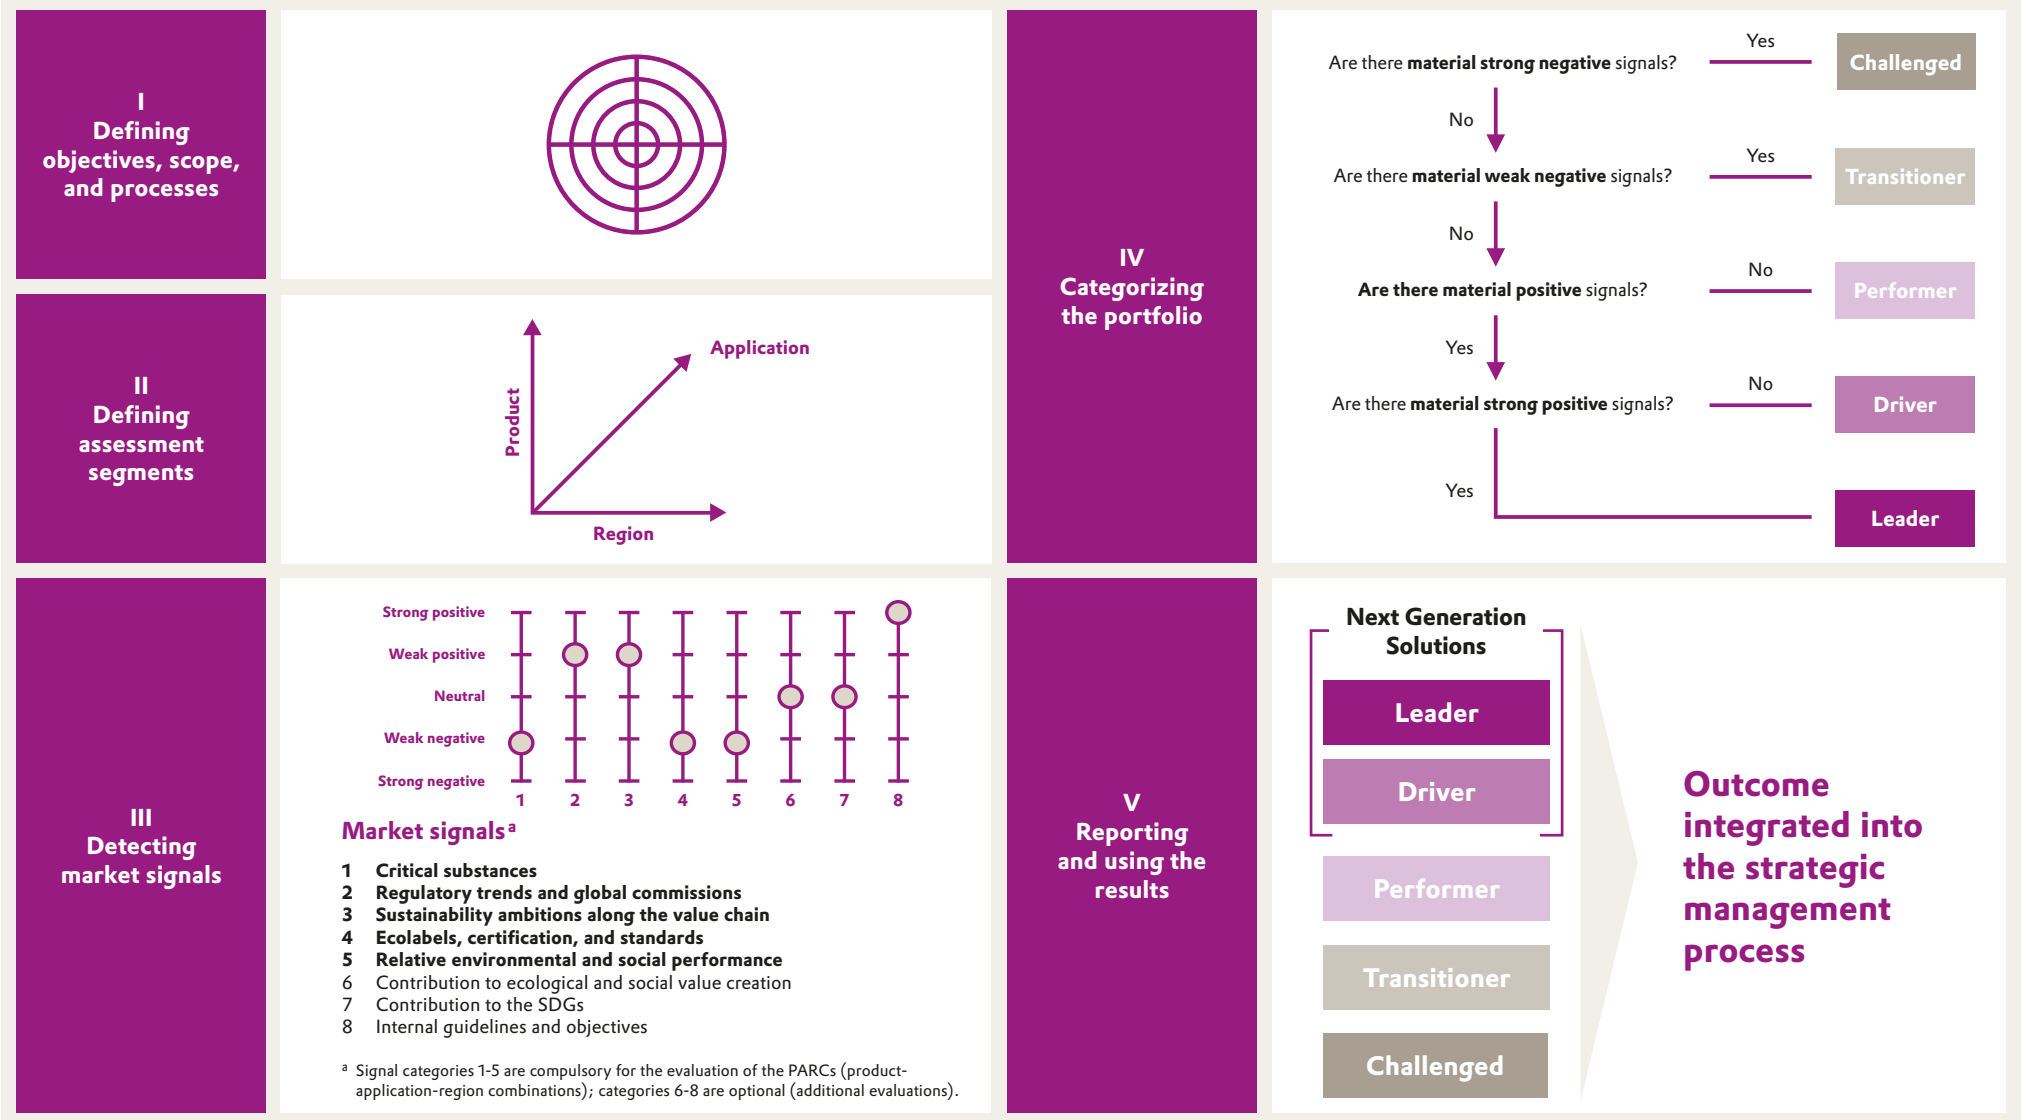 I
Defining
objectives, scope,
and processes
II
Defining
assessment
segments
Product
Application
Region
III
Detecting
market signals
Strong positive
Weak positive
Neutral
Weak negative
Strong negative
1 2 3 4 5 6 7 8
Market signals a
1 Critical substances
2 Regulatory trends and global commissions
3 Sustainability ambitions along the value chain
4 Ecolabels, certification, and standards
5 Relative environmental and social performance
6 Contribution to ecological and social value creation
7 Contribution to the SDGs
8 Internal guidelines and objectives
a Signal categories 1-5 are compulsory for the evaluation of the PARCs (product-
application-region combinations); categories 6-8 are optional (additional evaluations).
IV
Categorizing
the portfolio
Are there material strong negative signals?
Yes
Challenged
No
Are there material weak negative signals?
Yes
Transitioner
No
Are there material positive signals?
No
Performer
Yes
Are there material strong positive signals?
No
Driver
Yes
Leader
V
Reporting
and using the
results
Next Generation
Solutions
Leader
Driver
Performer
Transitioner
Challenged
Outcome
integrated into
the strategic
management
process